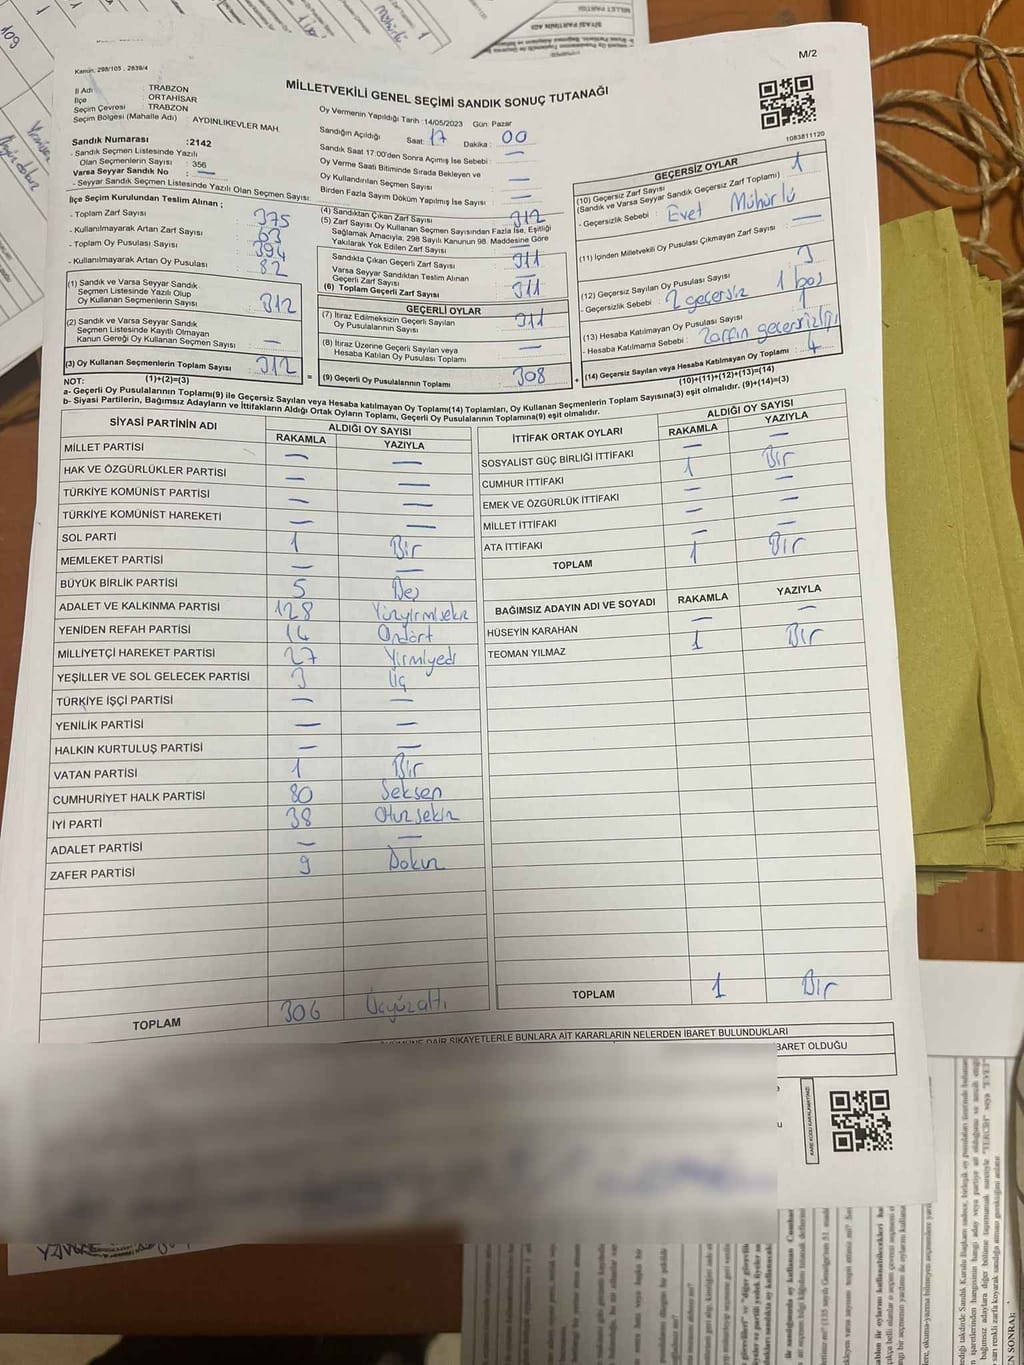 M/2
Kanun, 298/105 , 2839/4
MİLLETVEKİLİ GENEL SEÇİMİ SANDIK SONUÇ TUTANAĞI
1083811120
İl Adı : TRABZON
İlçe : ORTAHİSAR
Seçim Çevresi : TRABZON
Seçim Bölgesi (Mahalle Adı) : AYDINLIKEVLER MAH.
Sandık Numarası :2142
- Sandık Seçmen Listesinde Yazılı
Olan Seçmenlerin Sayısı : 356
Varsa Seyyar Sandık No : —
- Seyyar Sandık Seçmen Listesinde Yazılı Olan Seçmen Sayısı:
Oy Vermenin Yapıldığı Tarih :14/05/2023 Gün: Pazar
Sandığın Açıldığı Saat: 17 Dakika : 00
Sandık Saat 17:00'den Sonra Açılmış İse Sebebi : —
Oy Verme Saati Bitiminde Sırada Bekleyen ve
Oy Kullandırılan Seçmen Sayısı : —
Birden Fazla Sayım Döküm Yapılmış İse Sayısı : —
İlçe Seçim Kurulundan Teslim Alınan ;
- Toplam Zarf Sayısı : 375
- Kullanılmayarak Artan Zarf Sayısı : 63
- Toplam Oy Pusulası Sayısı : 394
- Kullanılmayarak Artan Oy Pusulası : 82
(1) Sandık ve Varsa Seyyar Sandık
Seçmen Listesinde Yazılı Olup
Oy Kullanan Seçmenlerin Sayısı : 312
(2) Sandık ve Varsa Seyyar Sandık
Seçmen Listesinde Kayıtlı Olmayan
Kanun Gereği Oy Kullanan Seçmen Sayısı : —
(3) Oy Kullanan Seçmenlerin Toplam Sayısı : 312
(1)+(2)=(3)
(4) Sandıktan Çıkan Zarf Sayısı : 312
(5) Zarf Sayısı Oy Kullanan Seçmen Sayısından Fazla İse, Eşitliği
Sağlamak Amacıyla, 298 Sayılı Kanunun 98. Maddesine Göre
Yakılarak Yok Edilen Zarf Sayısı : —
Sandıkta Çıkan Geçerli Zarf Sayısı : 311
Varsa Seyyar Sandıktan Teslim Alınan
Geçerli Zarf Sayısı : —
(6) Toplam Geçerli Zarf Sayısı : 311
GEÇERLİ OYLAR
(7) İtiraz Edilmeksizin Geçerli Sayılan
Oy Pusulalarının Sayısı : 311
(8) İtiraz Üzerine Geçerli Sayılan veya
Hesaba Katılan Oy Pusulası Toplamı : —
= (9) Geçerli Oy Pusulalarının Toplamı : 308 +
GEÇERSİZ OYLAR
(10) Geçersiz Zarf Sayısı : 1
(Sandık ve Varsa Seyyar Sandık Geçersiz Zarf Toplamı)
- Geçersizlik Sebebi : Evet Mühürlü
(11) İçinden Milletvekili Oy Pusulası Çıkmayan Zarf Sayısı : —
(12) Geçersiz Sayılan Oy Pusulası Sayısı : 3
- Geçersizlik Sebebi : 2 geçersiz 1 boş
(13) Hesaba Katılmayan Oy Pusulası Sayısı : 1
- Hesaba Katılmama Sebebi : zarfın geçersizliği
(14) Geçersiz Sayılan veya Hesaba Katılmayan Oy Toplamı : 4
(10)+(11)+(12)+(13)=(14)
NOT:
a- Geçerli Oy Pusulalarının Toplamı(9) ile Geçersiz Sayılan veya Hesaba Katılmayan Oy Toplamı(14) Toplamları, Oy Kullanan Seçmenlerin Toplam Sayısına(3) eşit olmalıdır. (9)+(14)=(3)
b- Siyasi Partilerin, Bağımsız Adayların ve İttifakların Aldığı Ortak Oyların Toplamı, Geçerli Oy Pusulalarının Toplamına(9) eşit olmalıdır.
SİYASİ PARTİNİN ADI ALDIĞI OY SAYISI
RAKAMLA YAZIYLA
MİLLET PARTİSİ — —
HAK VE ÖZGÜRLÜKLER PARTİSİ — —
TÜRKİYE KOMÜNİST PARTİSİ — —
TÜRKİYE KOMÜNİST HAREKETİ — —
SOL PARTİ 1 Bir
MEMLEKET PARTİSİ — —
BÜYÜK BİRLİK PARTİSİ 5 Beş
ADALET VE KALKINMA PARTİSİ 128 Yüzyirmisekiz
YENİDEN REFAH PARTİSİ 14 Ondört
MİLLİYETÇİ HAREKET PARTİSİ 27 Yirmiyedi
YEŞİLLER VE SOL GELECEK PARTİSİ 3 Üç
TÜRKİYE İŞÇİ PARTİSİ — —
YENİLİK PARTİSİ — —
HALKIN KURTULUŞ PARTİSİ — —
VATAN PARTİSİ 1 Bir
CUMHURİYET HALK PARTİSİ 80 Seksen
İYİ PARTİ 38 Otuzsekiz
ADALET PARTİSİ — —
ZAFER PARTİSİ 9 Dokuz
TOPLAM 306 Üçyüzaltı
İTTİFAK ORTAK OYLARI ALDIĞI OY SAYISI
RAKAMLA YAZIYLA
SOSYALİST GÜÇ BİRLİĞİ İTTİFAKI — —
CUMHUR İTTİFAKI 1 Bir
EMEK VE ÖZGÜRLÜK İTTİFAKI — —
MİLLET İTTİFAKI — —
ATA İTTİFAKI — —
TOPLAM 1 Bir
BAĞIMSIZ ADAYIN ADI VE SOYADI RAKAMLA YAZIYLA
HÜSEYİN KARAHAN — —
TEOMAN YILMAZ 1 Bir
TOPLAM 1 Bir
DAİR ŞİKAYETLERLE BUNLARA AİT KARARLARIN NELERDEN İBARET BULUNDUKLARI
İBARET OLDUĞU